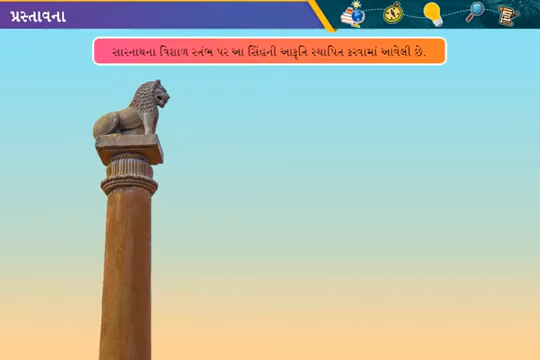 પ્રસ્તાવના
સારનાથના વિશાળ સ્તંભ પર આ સિંહની આકૃતિ સ્થાપિત કરવામાં આવેલી છે.